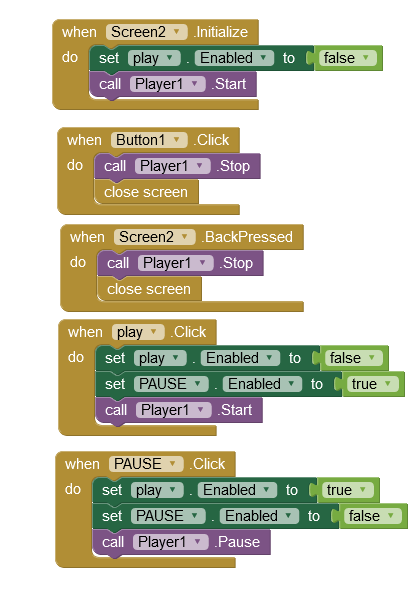 when Screen2 .Initialize
do set play . Enabled to false
call Player1 .Start
when Button1 .Click
do call Player1 .Stop
close screen
when Screen2 .BackPressed
do call Player1 .Stop
close screen
when play .Click
do set play . Enabled to false
set PAUSE . Enabled to true
call Player1 .Start
when PAUSE .Click
do set play . Enabled to true
set PAUSE . Enabled to false
call Player1 .Pause